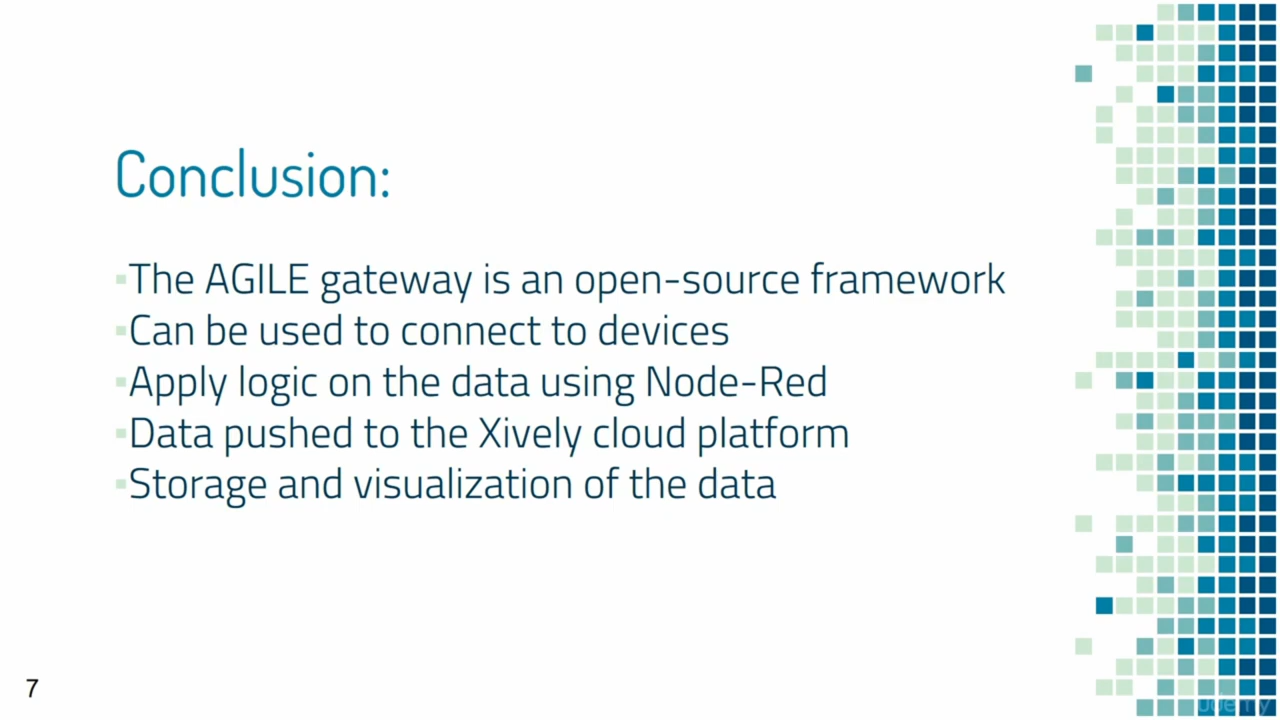 Conclusion:
▪The AGILE gateway is an open-source framework
▪Can be used to connect to devices
▪Apply logic on the data using Node-Red
▪Data pushed to the Xively cloud platform
▪Storage and visualization of the data
7
udemy